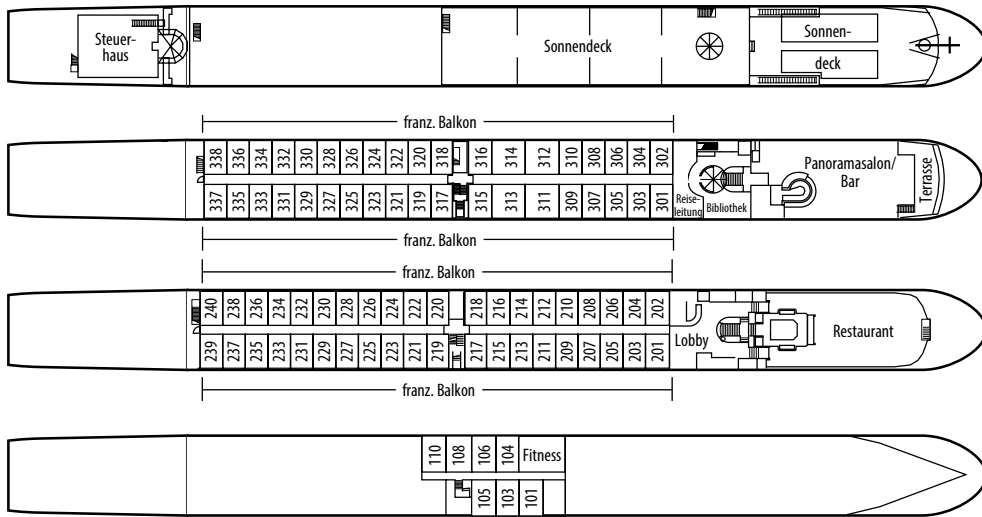 Steuer-
haus
Sonnendeck
Sonnen-
deck
franz. Balkon
338 336 334 332 330 328 326 324 322 320 318 316 314 312 310 308 306 304 302
337 335 333 331 329 327 325 323 321 319 317 315 313 311 309 307 305 303 301
Reise-
leitung
Bibliothek
Panoramasalon/
Bar
Terrasse
franz. Balkon
franz. Balkon
240 238 236 234 232 230 228 226 224 222 220 218 216 214 212 210 208 206 204 202
239 237 235 233 231 229 227 225 223 221 219 217 215 213 211 209 207 205 203 201
Lobby
Restaurant
franz. Balkon
110 108 106 104 Fitness
105 103 101